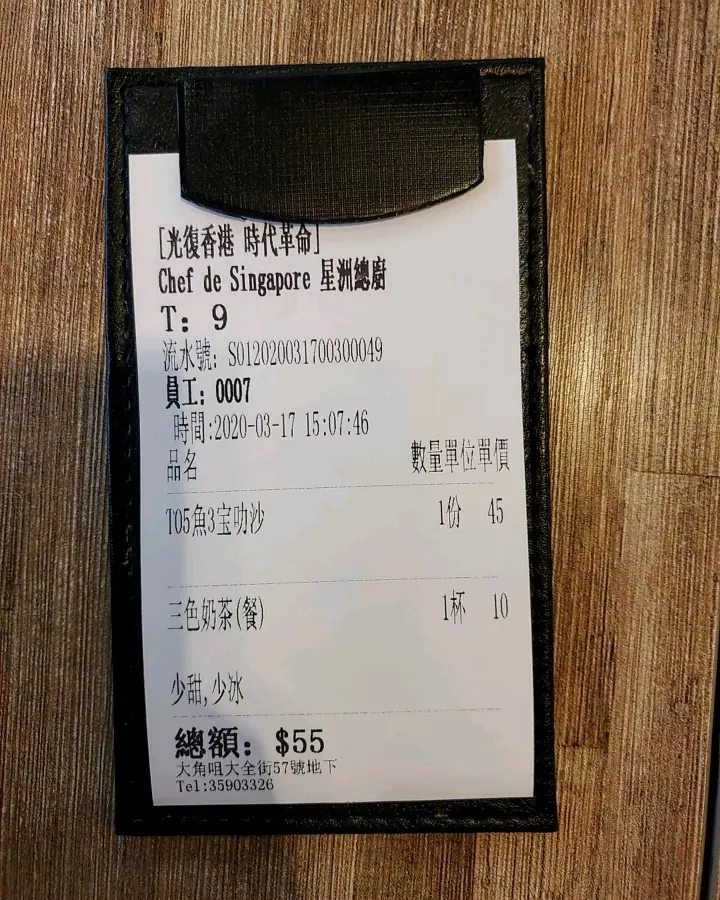 [光復香港 時代革命]
Chef de Singapore 星洲總廚
T: 9
流水號: S012020031700300049
員工: 0007
時間:2020-03-17 15:07:46
品名 數量單位單價
T05魚3宝叻沙 1份 45
三色奶茶(餐) 1杯 10
少甜,少冰
總額: $55
大角咀大全街57號地下
Tel:35903326